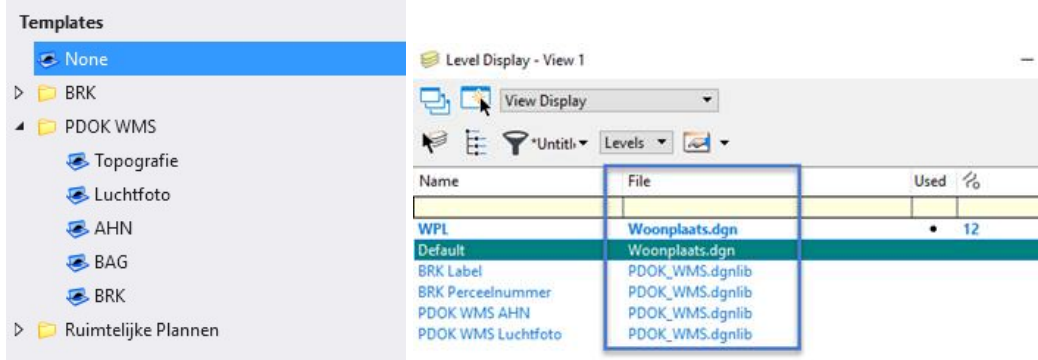 Templates
None
BRK
PDOK WMS
Topografie
Luchtfoto
AHN
BAG
BRK
Ruimtelijke Plannen
Level Display - View 1
View Display
*Untitl Levels
Name File Used
WPL Woonplaats.dgn • 12
Default Woonplaats.dgn
BRK Label PDOK_WMS.dgnlib
BRK Perceelnummer PDOK_WMS.dgnlib
PDOK WMS AHN PDOK_WMS.dgnlib
PDOK WMS Luchtfoto PDOK_WMS.dgnlib